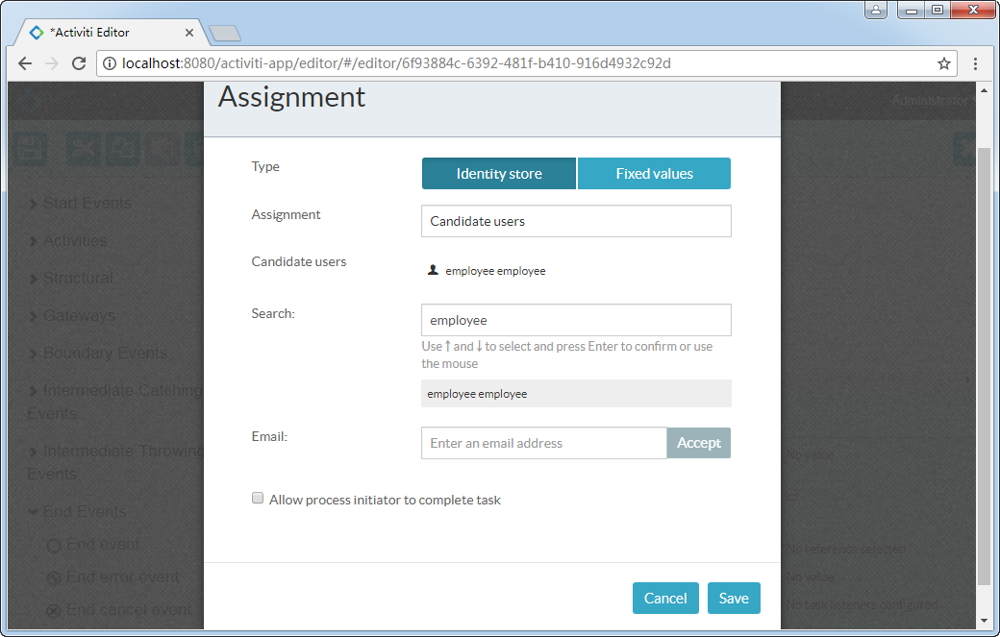 *Activiti Editor
localhost:8080/activiti-app/editor/#/editor/6f93884c-6392-481f-b410-916d4932c92d
Assignment
Administrator
Type
Identity store
Fixed values
Assignment
Candidate users
Candidate users
employee employee
Search:
employee
Use ↑ and ↓ to select and press Enter to confirm or use
the mouse
employee employee
Email:
Enter an email address
Accept
Allow process initiator to complete task
Cancel
Save
Start Events
Activities
Structural
Gateways
Boundary Events
Intermediate Catching
Events
Intermediate Throwing
Events
End Events
End event
End error event
End cancel event
No value
No reference selected
No value
No task listeners configured